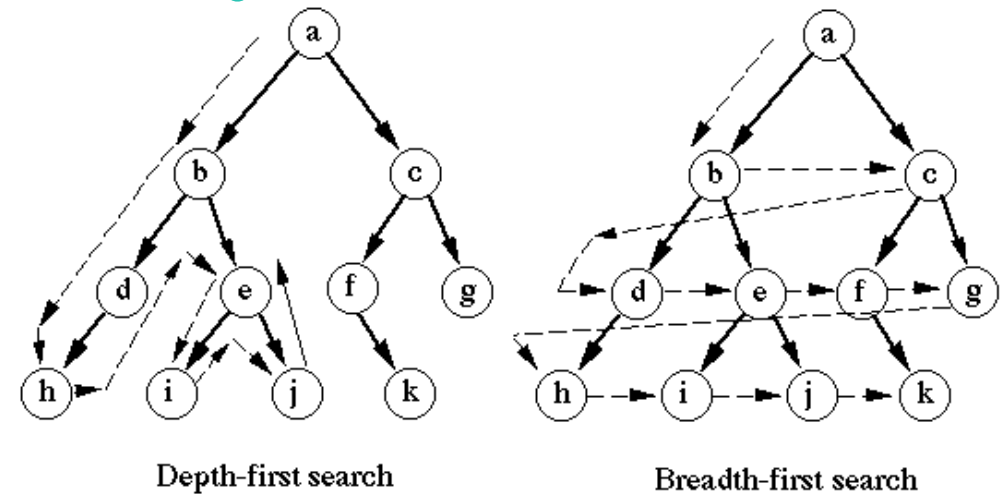 a a
b c b c
d e f g d e f g
h i j k h i j k
Depth-first search Breadth-first search